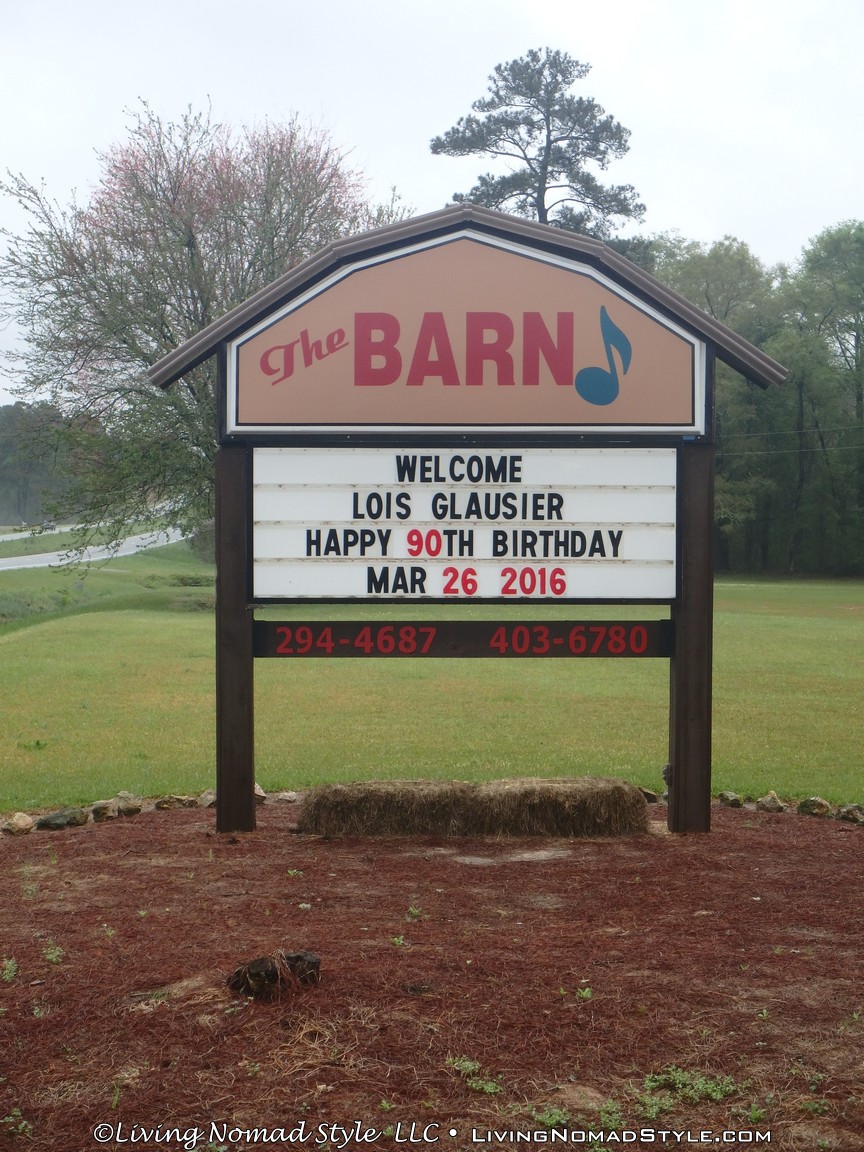 The BARN
WELCOME
LOIS GLAUSIER
HAPPY 90TH BIRTHDAY
MAR 26 2016
294-4687 403-6780
©Living Nomad Style LLC • LivingNomadStyle.com